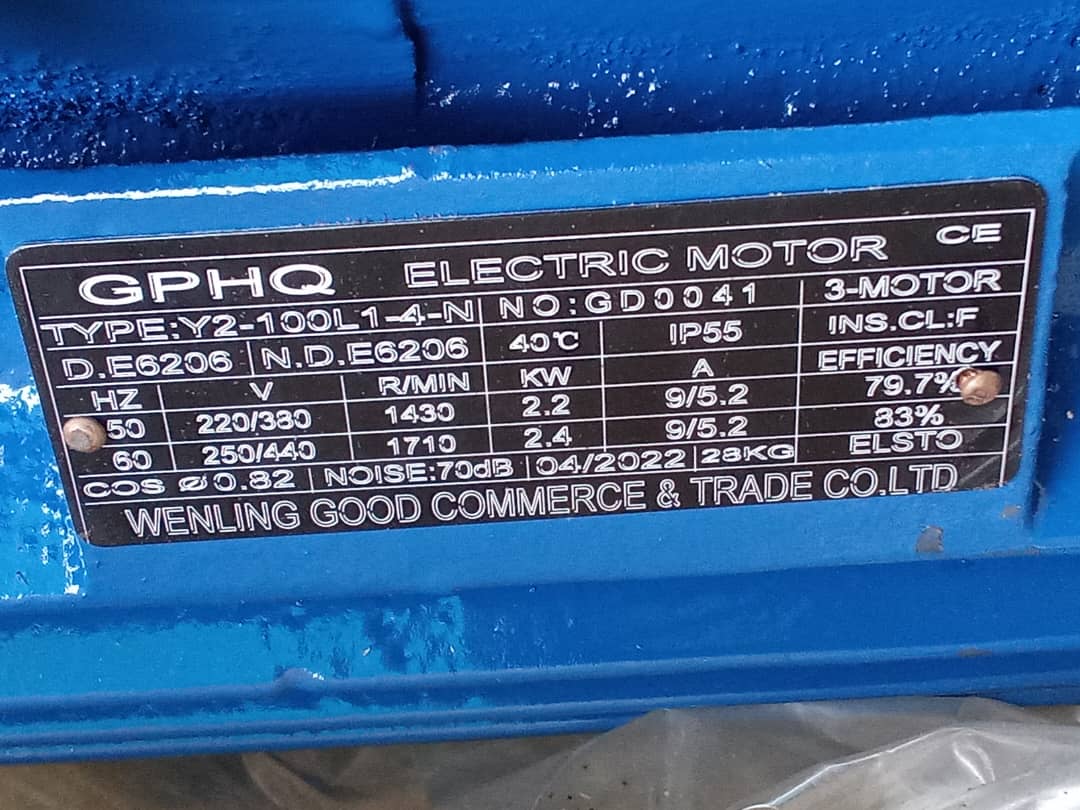 GPHQ ELECTRIC MOTOR CE
TYPE:Y2-100L1-4-N NO:GD0041 3-MOTOR
D.E6206 N.D.E6206 40℃ IP55 INS.CL:F
HZ V R/MIN KW A EFFICIENCY
50 220/380 1430 2.2 9/5.2 79.7%
60 250/440 1710 2.4 9/5.2 83%
COS ø0.82 NOISE:70dB 04/2022 28KG ELSTO
WENLING GOOD COMMERCE & TRADE CO.LTD